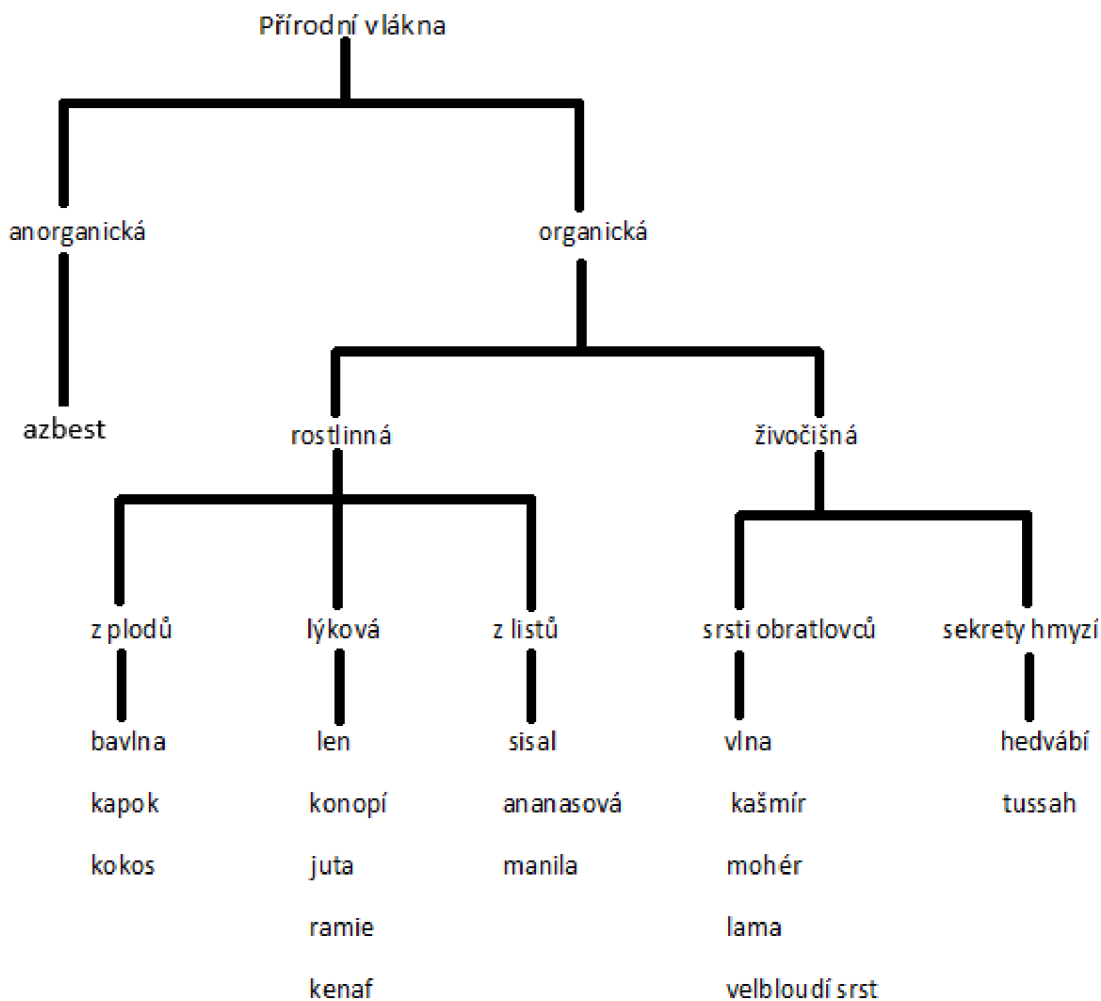 Přírodní vlákna
anorganická
organická
azbest
rostlinná
živočišná
z plodů
lýková
z listů
srsti obratlovců
sekrety hmyzí
bavlna
len
sisal
vlna
hedvábí
kapok
konopí
ananasová
kašmír
tussah
kokos
juta
manila
mohér
ramie
lama
kenaf
velbloudí srst